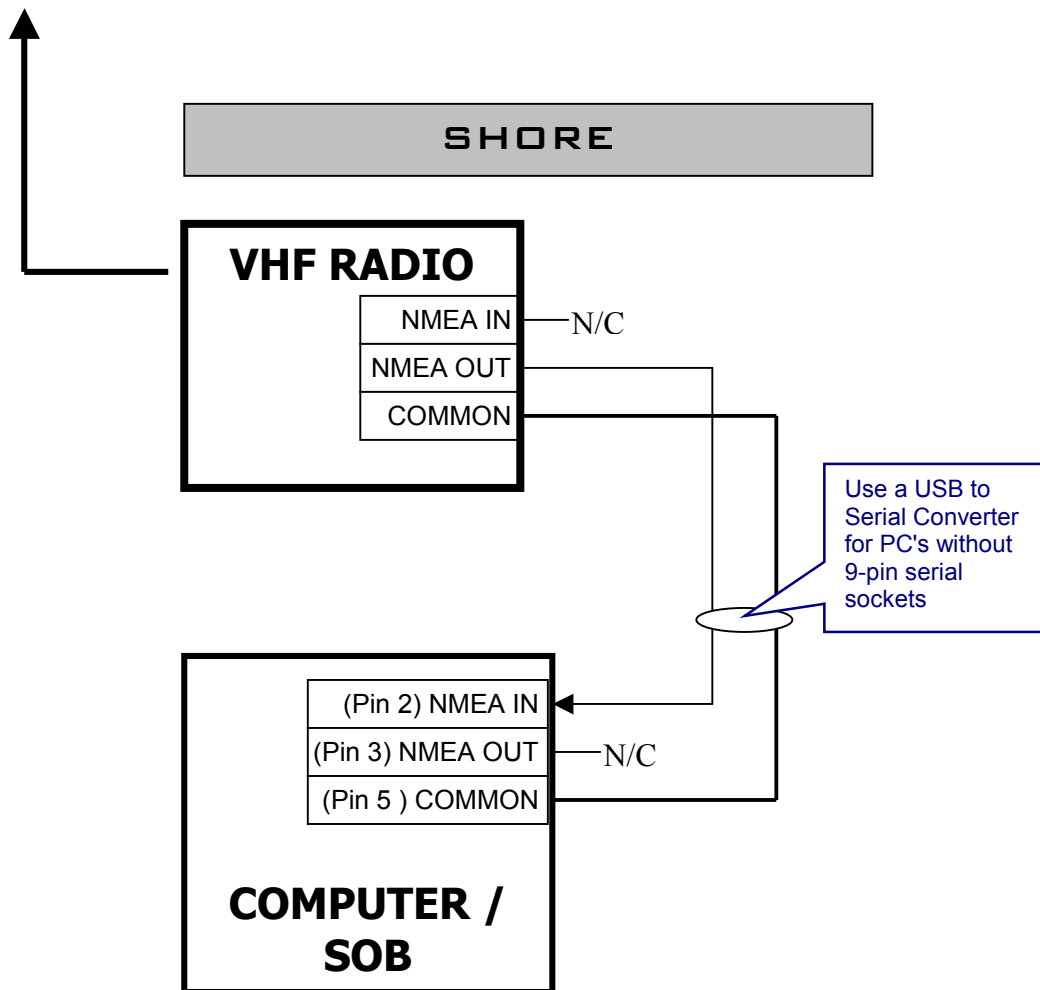 SHORE
VHF RADIO
NMEA IN
N/C
NMEA OUT
COMMON
Use a USB to
Serial Converter
for PC's without
9-pin serial
sockets
(Pin 2) NMEA IN
(Pin 3) NMEA OUT
N/C
(Pin 5 ) COMMON
COMPUTER /
SOB